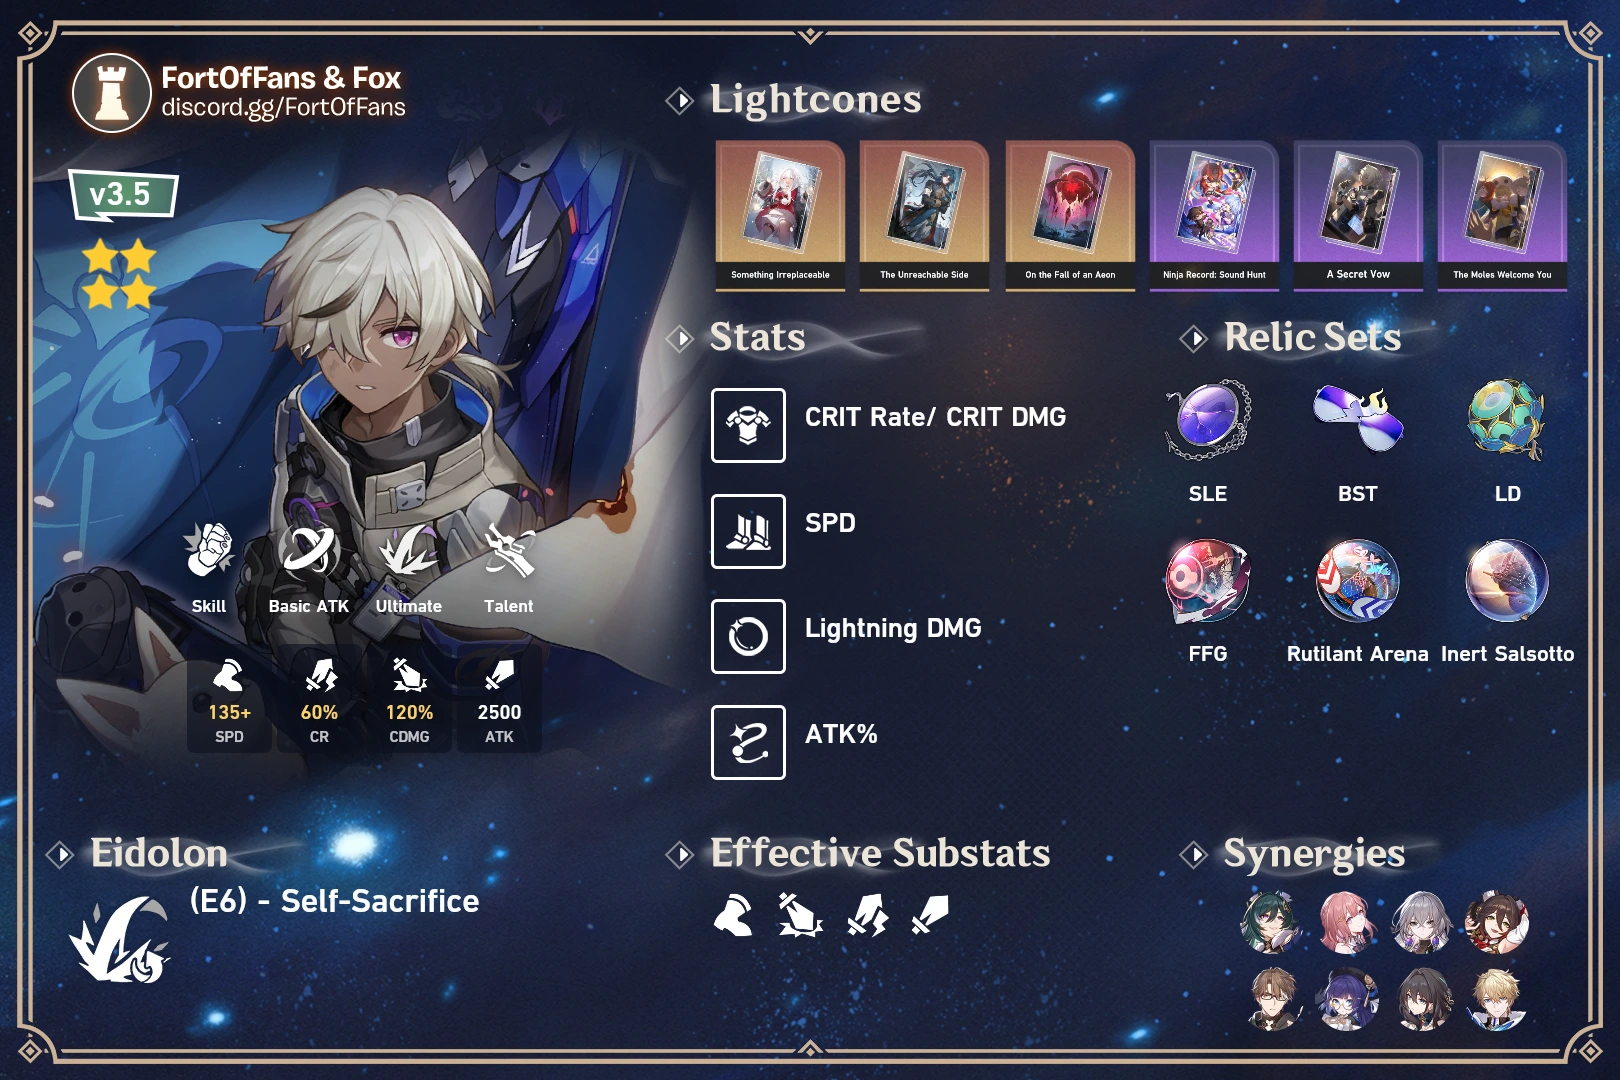 FortOfFans & Fox
discord.gg/FortOfFans
v3.5
Skill
Basic ATK
Ultimate
Talent
135+
SPD
60%
CR
120%
CDMG
2500
ATK
Lightcones
Something Irreplaceable
The Unreachable Side
On the Fall of an Aeon
Ninja Record: Sound Hunt
A Secret Vow
The Moles Welcome You
Stats
CRIT Rate/ CRIT DMG
SPD
Lightning DMG
ATK%
Relic Sets
SLE
BST
LD
FFG
Rutilant Arena
Inert Salsotto
Eidolon
(E6) - Self-Sacrifice
Effective Substats
Synergies